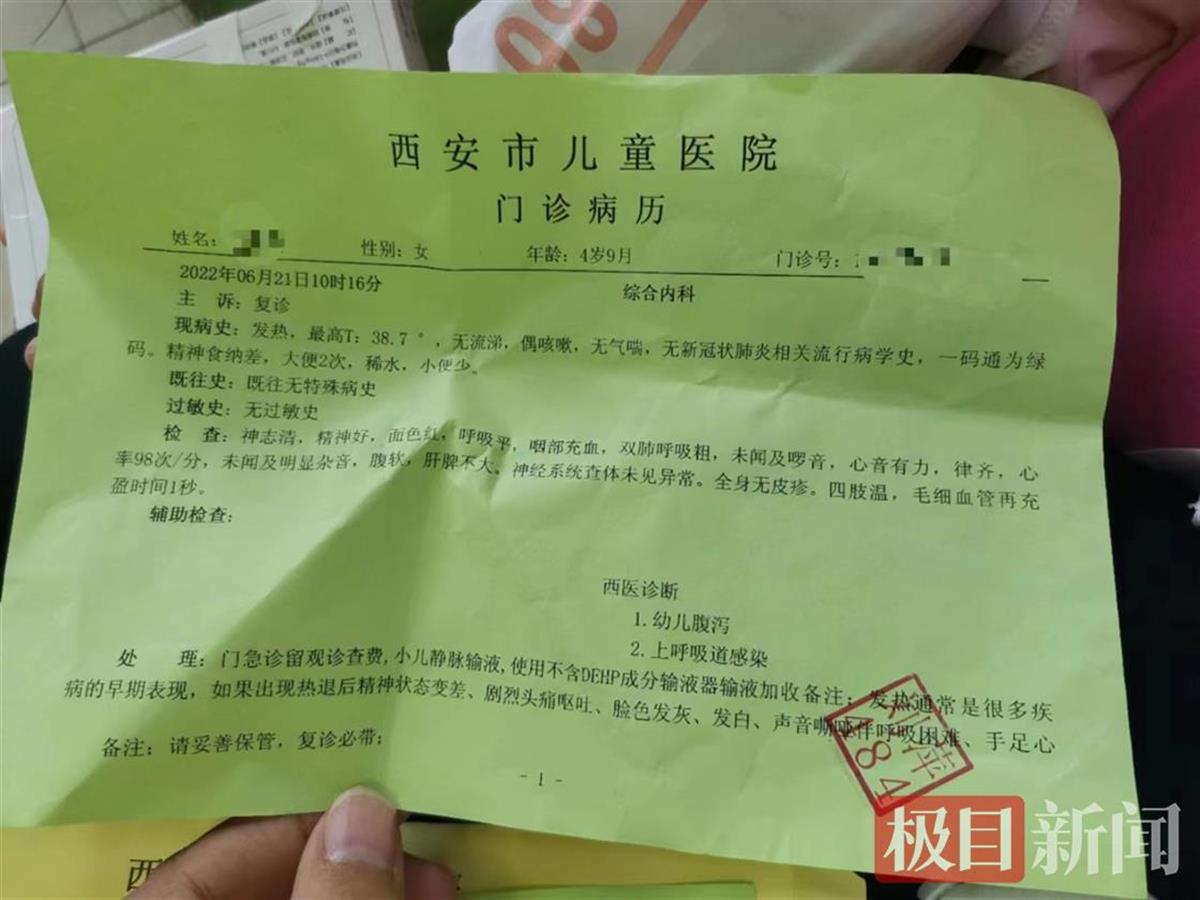 西安市儿童医院
门诊病历
姓名:
性别: 女
年龄: 4岁9月
门诊号:
2022年06月21日10时16分
综合内科
主 诉: 复诊
现病史: 发热, 最高T: 38.7 °, 无流涕, 偶咳嗽, 无气喘, 无新冠状肺炎相关流行病学史, 一码通为绿
码。精神食纳差, 大便2次, 稀水, 小便少。
既往史: 既往无特殊病史
过敏史: 无过敏史
检 查: 神志清, 精神好, 面色红, 呼吸平, 咽部充血, 双肺呼吸粗, 未闻及啰音, 心音有力, 律齐, 心
率98次/分, 未闻及明显杂音, 腹软, 肝脾不大、神经系统查体未见异常。全身无皮疹。四肢温, 毛细血管再充
盈时间1秒。
辅助检查:
西医诊断
1.幼儿腹泻
2.上呼吸道感染
处 理: 门急诊留观诊查费,小儿静脉输液,使用不含DEHP成分输液器输液加收备注: 发热通常是很多疾
病的早期表现, 如果出现热退后精神状态变差、剧烈头痛呕吐、脸色发灰、发白、声音嘶哑伴呼吸困难、手足心
备注: 请妥善保管, 复诊必带;
- 1 -
184
极目新闻
西